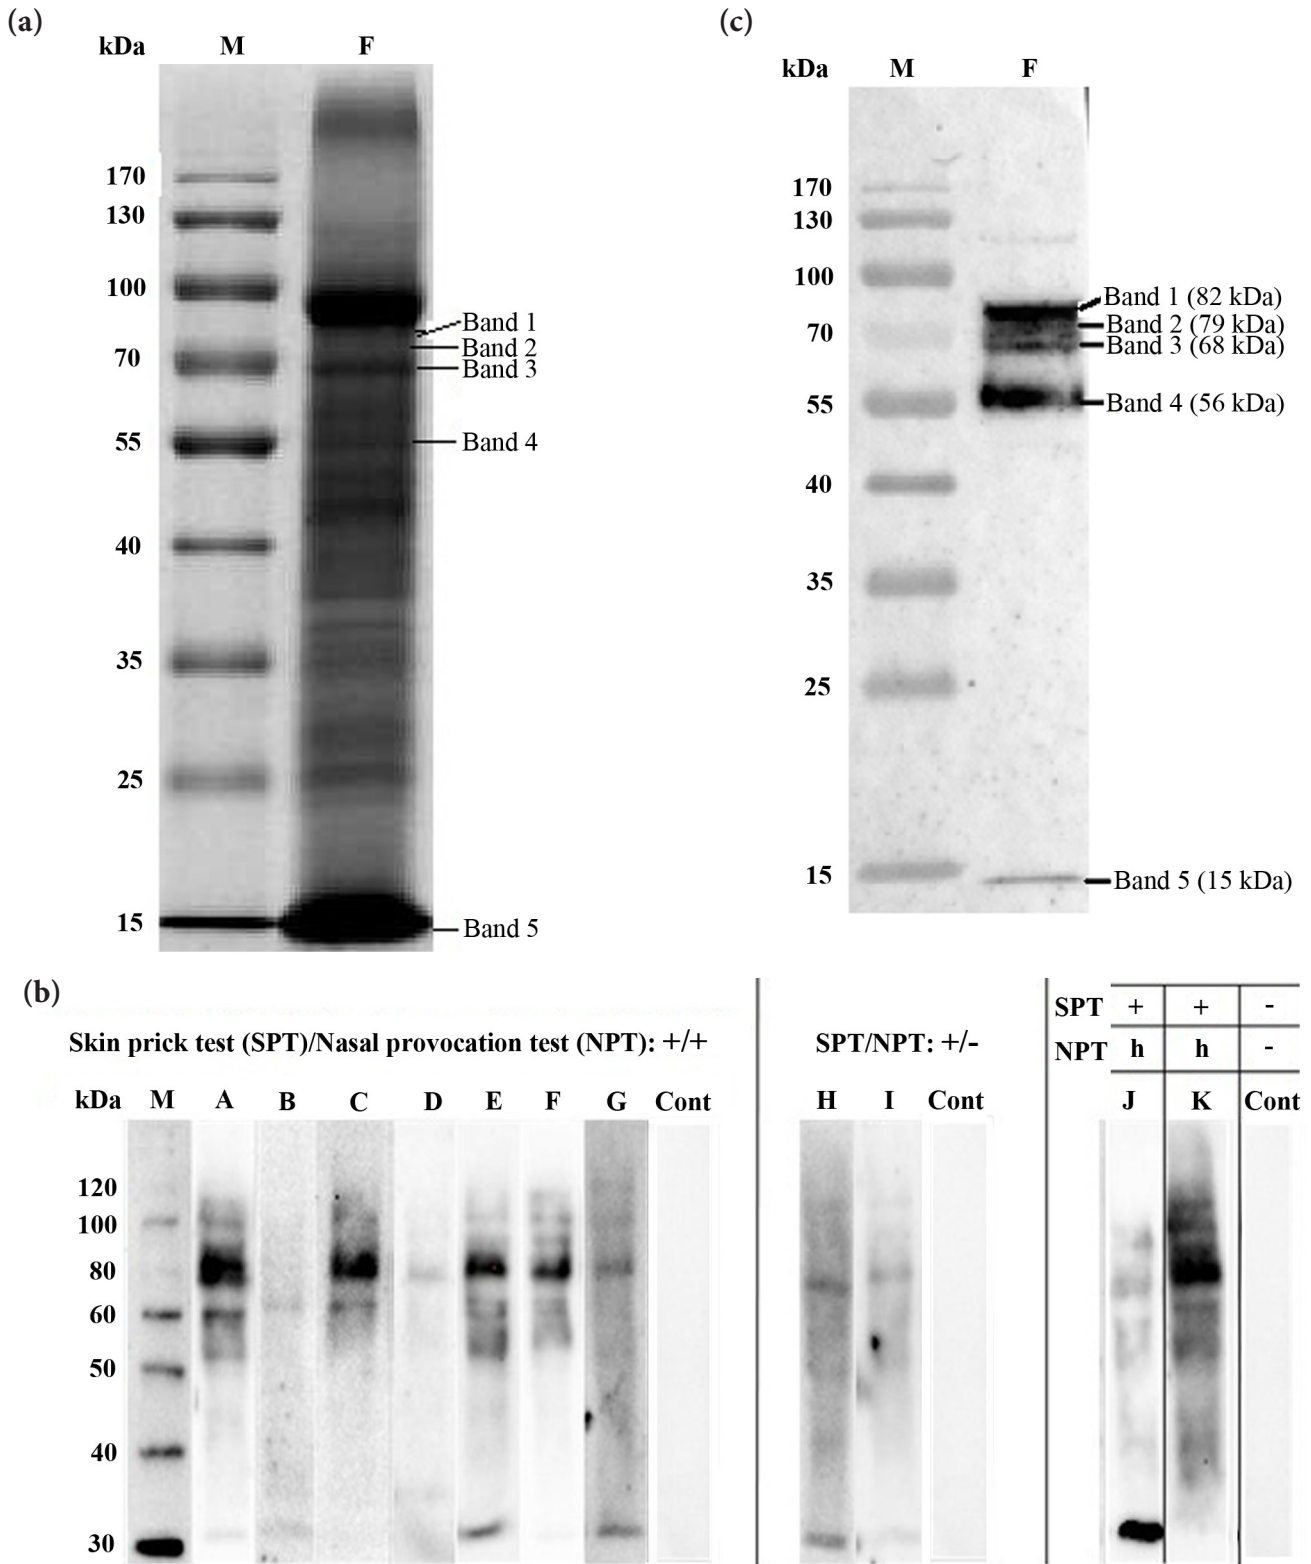 (a)
kDa M F
170
130
100
70
55
40
35
25
15
Band 1
Band 2
Band 3
Band 4
Band 5
(c)
kDa M F
170
130
100
70
55
40
35
25
15
Band 1 (82 kDa)
Band 2 (79 kDa)
Band 3 (68 kDa)
Band 4 (56 kDa)
Band 5 (15 kDa)
(b)
Skin prick test (SPT)/Nasal provocation test (NPT): +/+
kDa M A B C D E F G Cont
120
100
80
60
50
40
30
SPT/NPT: +/-
H I Cont
SPT + + -
NPT h h -
J K Cont